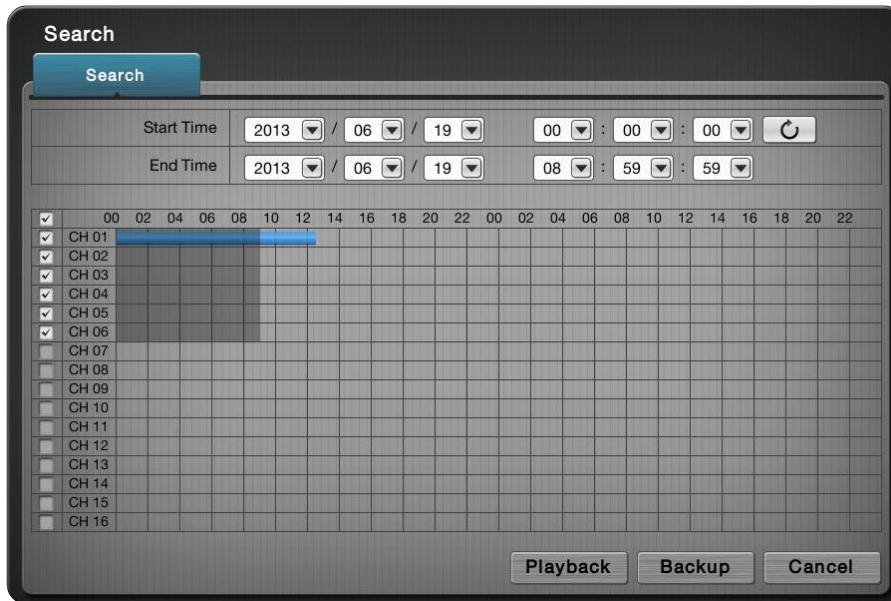 Search
Search
Start Time 2013 / 06 / 19 00 : 00 : 00
End Time 2013 / 06 / 19 08 : 59 : 59
00 02 04 06 08 10 12 14 16 18 20 22 00 02 04 06 08 10 12 14 16 18 20 22
CH 01
CH 02
CH 03
CH 04
CH 05
CH 06
CH 07
CH 08
CH 09
CH 10
CH 11
CH 12
CH 13
CH 14
CH 15
CH 16
Playback Backup Cancel